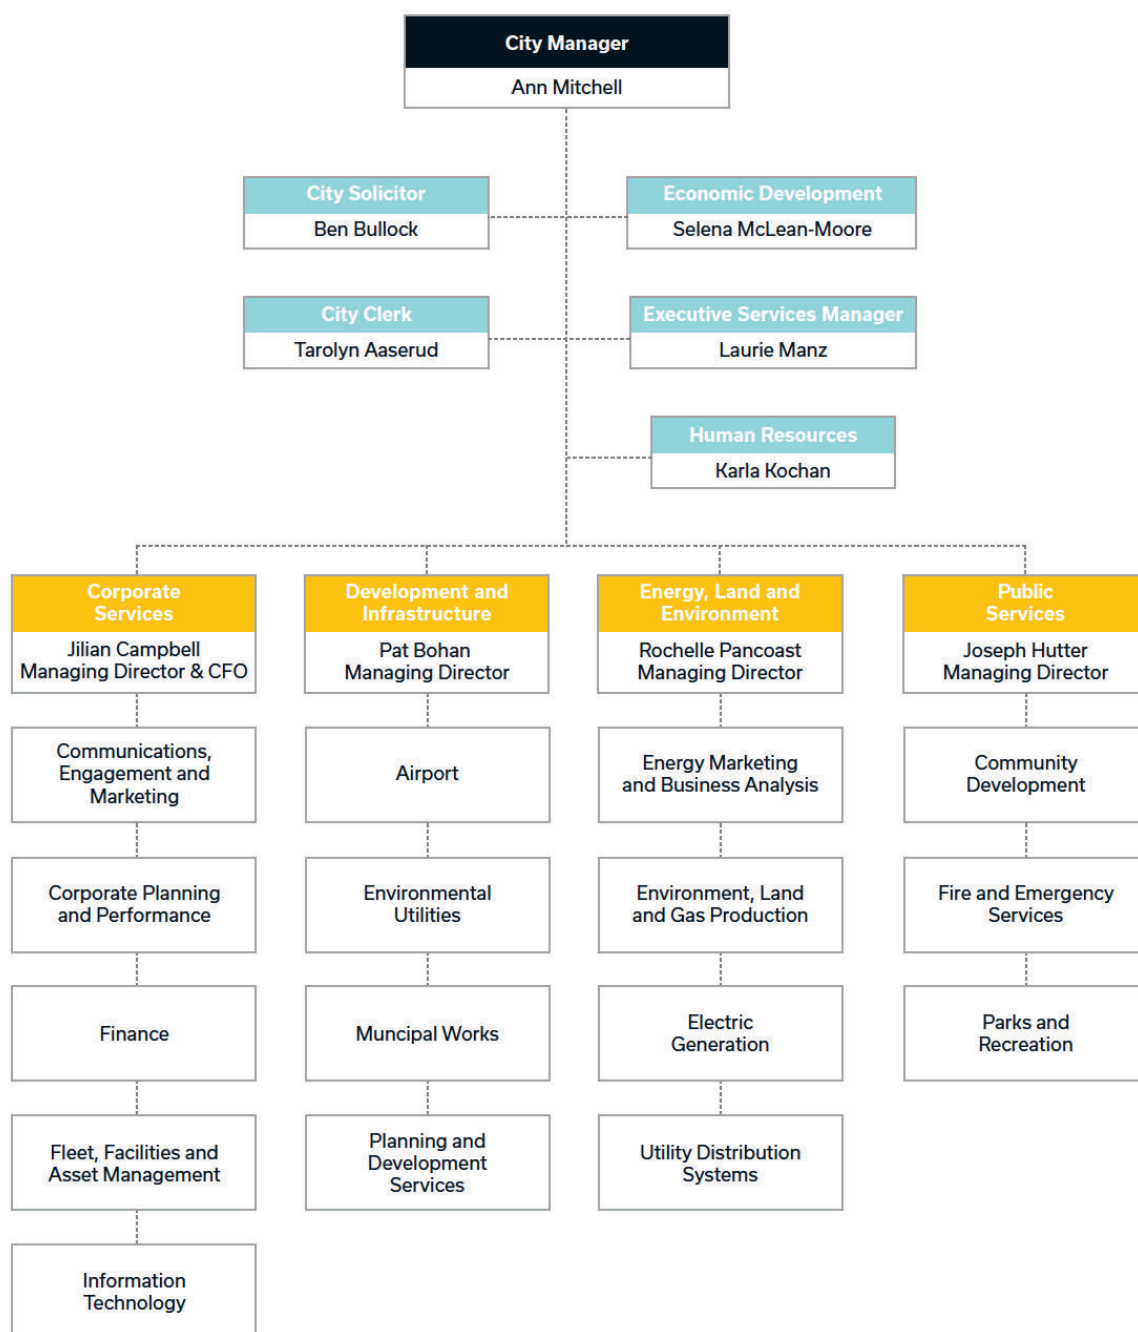 City Manager
Ann Mitchell
City Solicitor
Ben Bullock
Economic Development
Selena McLean-Moore
City Clerk
Tarolyn Aaserud
Executive Services Manager
Laurie Manz
Human Resources
Karla Kochan
Corporate
Services
Jilian Campbell
Managing Director & CFO
Development and
Infrastructure
Pat Bohan
Managing Director
Energy, Land and
Environment
Rochelle Pancoast
Managing Director
Public
Services
Joseph Hutter
Managing Director
Communications,
Engagement and
Marketing
Airport
Energy Marketing
and Business Analysis
Community
Development
Corporate Planning
and Performance
Environmental
Utilities
Environment, Land
and Gas Production
Fire and Emergency
Services
Finance
Muncipal Works
Electric
Generation
Parks and
Recreation
Fleet, Facilities and
Asset Management
Planning and
Development
Services
Utility Distribution
Systems
Information
Technology